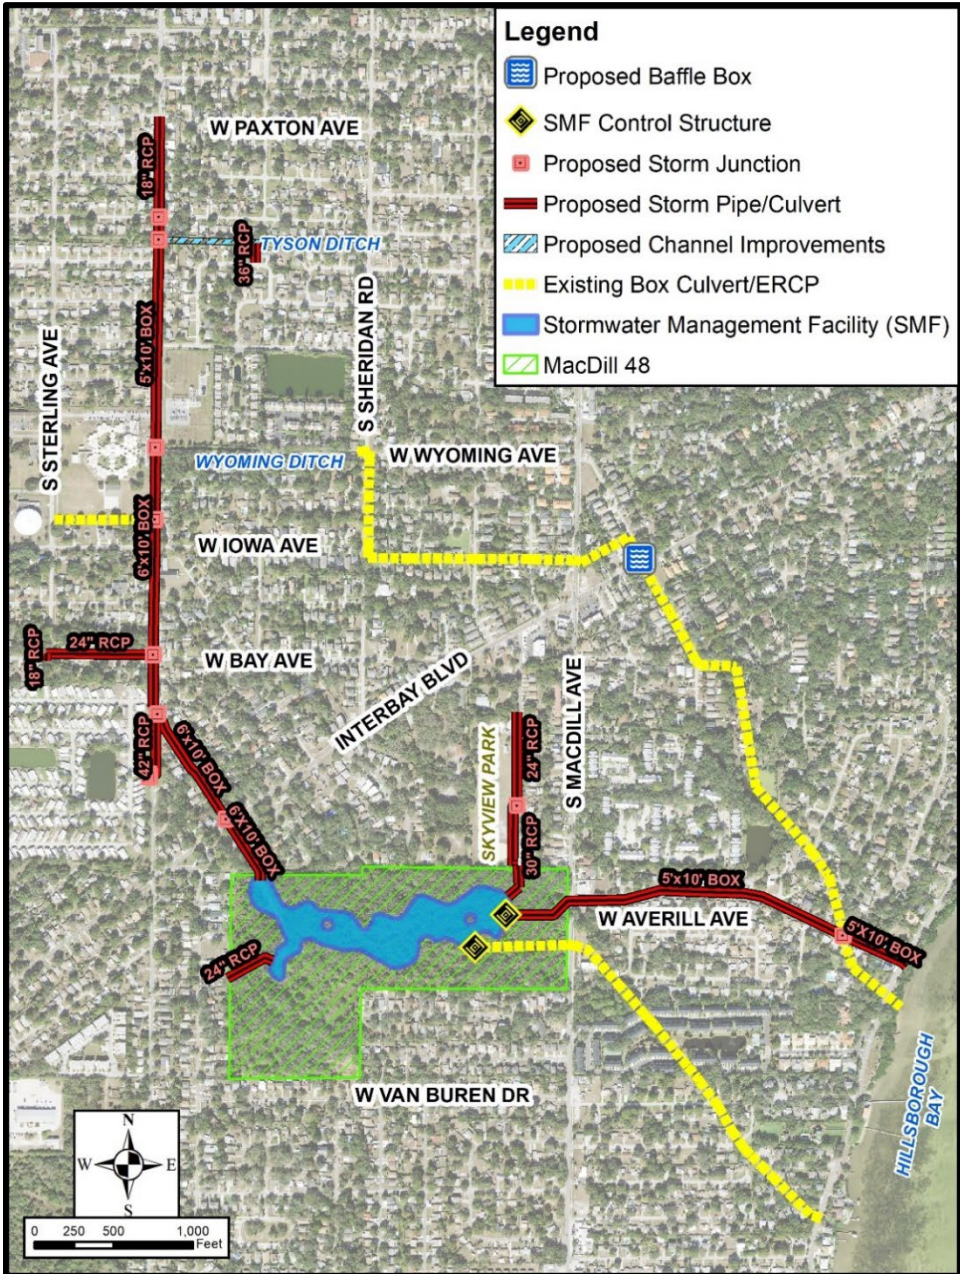 Legend
Proposed Baffle Box
SMF Control Structure
Proposed Storm Junction
Proposed Storm Pipe/Culvert
Proposed Channel Improvements
Existing Box Culvert/ERCP
Stormwater Management Facility (SMF)
MacDill 48
W PAXTON AVE
18" RCP
TYSON DITCH
36" RCP
S SHERIDAN RD
S STERLING AVE
5'x10' BOX
WYOMING DITCH
W WYOMING AVE
6'x10' BOX
W IOWA AVE
24" RCP
18" RCP
W BAY AVE
INTERBAY BLVD
S MACDILL AVE
42" RCP
6'x10' BOX
6'X10' BOX
SKYVIEW PARK
24" RCP
30" RCP
5'x10' BOX
W AVERILL AVE
5'X10' BOX
24" RCP
HILLSBOROUGH
BAY
W VAN BUREN DR
N
W
E
S
0 250 500 1,000
Feet